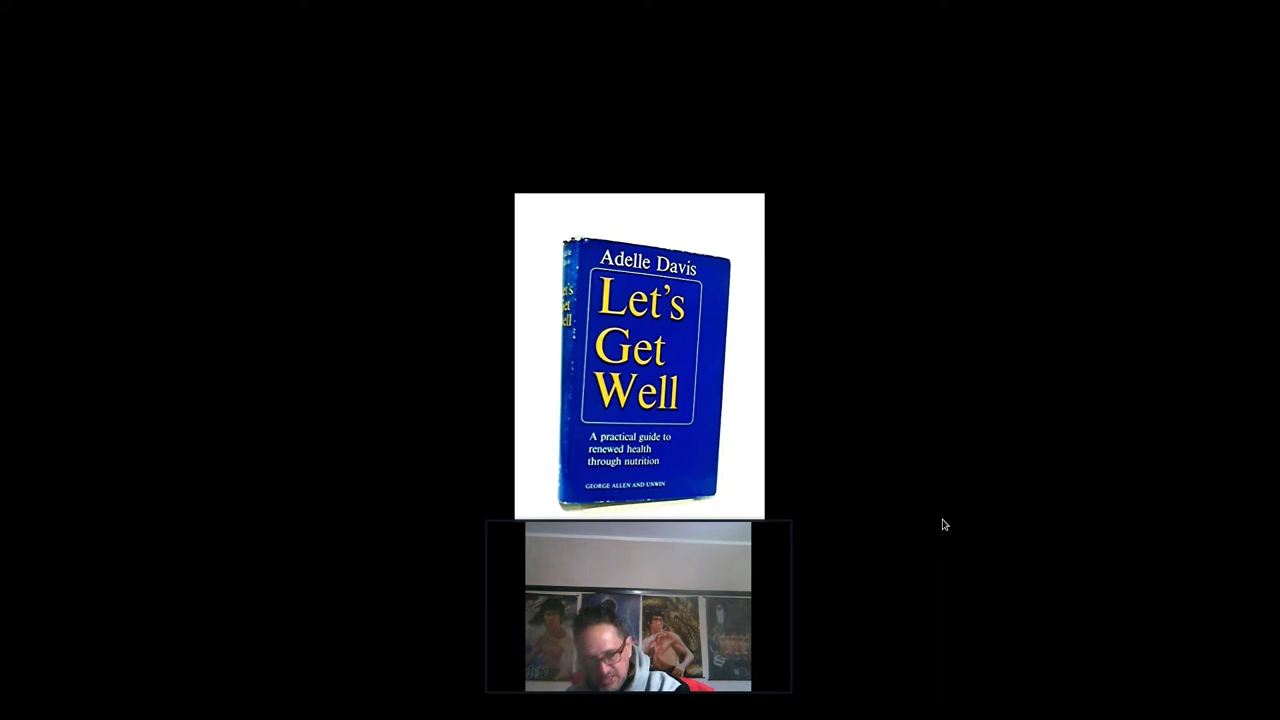 Adelle Davis
Let's
Get
Well
A practical guide to
renewed health
through nutrition
GEORGE ALLEN AND UNWIN